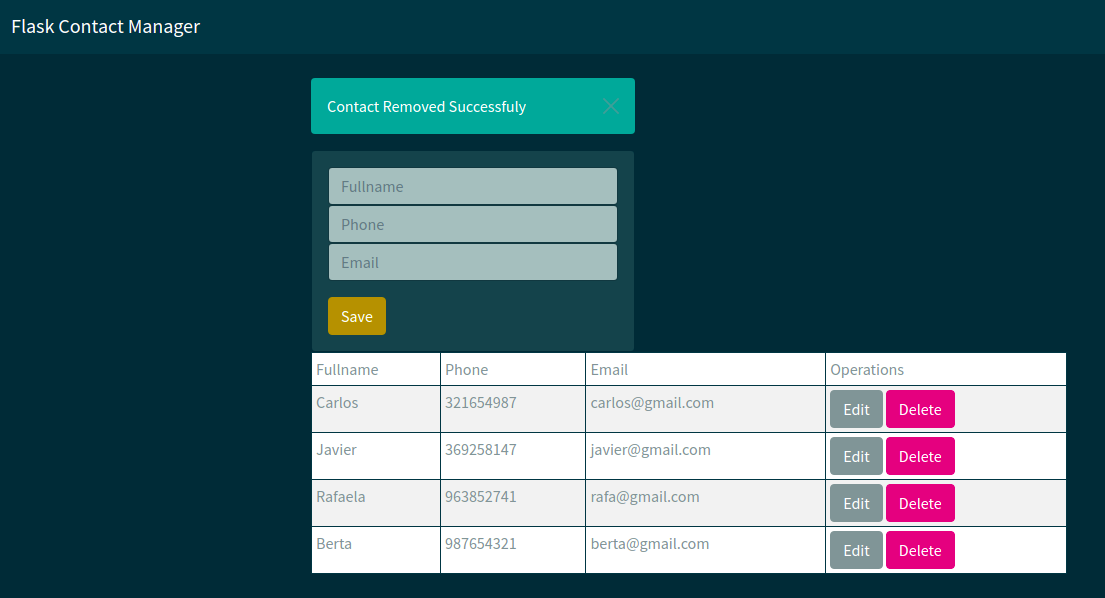 Flask Contact Manager
Contact Removed Successfuly
Fullname
Phone
Email
Save
Fullname Phone Email Operations
Carlos 321654987 carlos@gmail.com Edit Delete
Javier 369258147 javier@gmail.com Edit Delete
Rafaela 963852741 rafa@gmail.com Edit Delete
Berta 987654321 berta@gmail.com Edit Delete